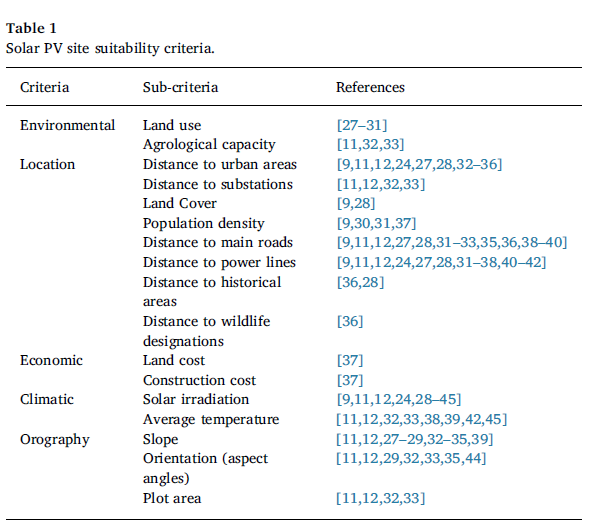 Table 1
Solar PV site suitability criteria.
Criteria Sub-criteria References
Environmental Land use [27–31]
Agrological capacity [11,32,33]
Location Distance to urban areas [9,11,12,24,27,28,32–36]
Distance to substations [11,12,32,33]
Land Cover [9,28]
Population density [9,30,31,37]
Distance to main roads [9,11,12,27,28,31–33,35,36,38–40]
Distance to power lines [9,11,12,24,27,28,31–38,40–42]
Distance to historical [36,28]
areas
Distance to wildlife [36]
designations
Economic Land cost [37]
Construction cost [37]
Climatic Solar irradiation [9,11,12,24,28–45]
Average temperature [11,12,32,33,38,39,42,45]
Orography Slope [11,12,27–29,32–35,39]
Orientation (aspect [11,12,29,32,33,35,44]
angles)
Plot area [11,12,32,33]